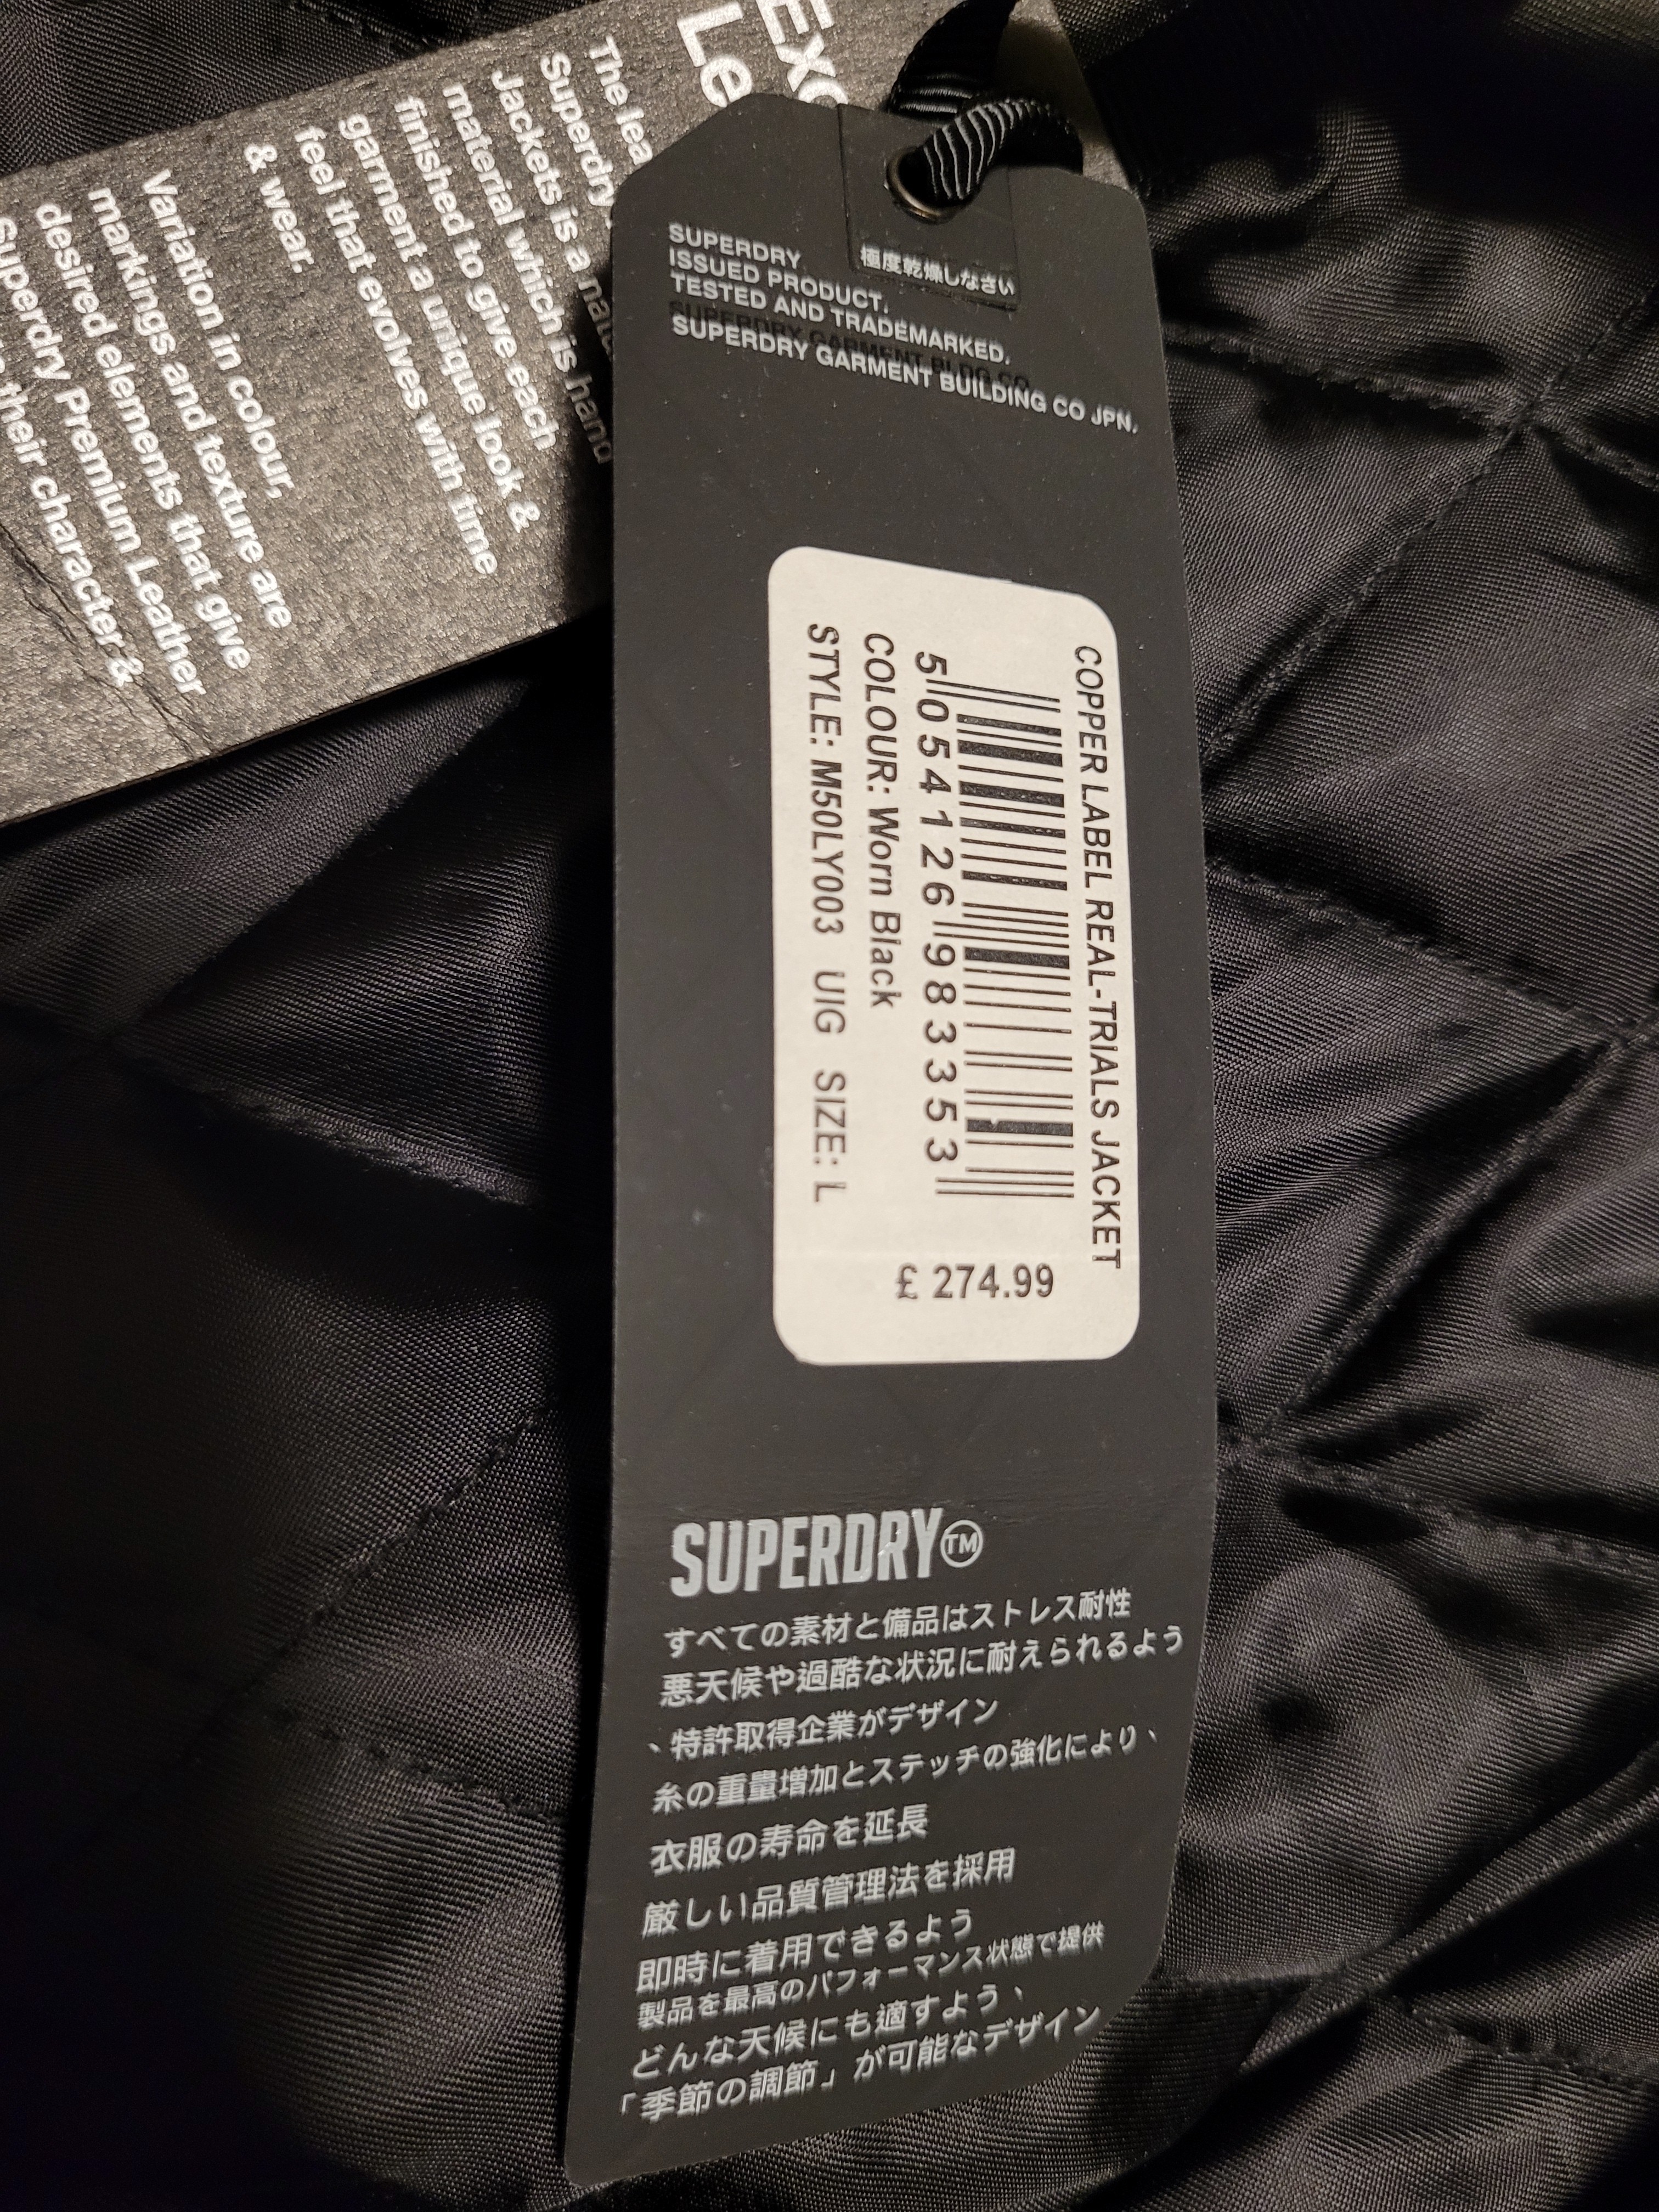 SUPERDRY
ISSUED PRODUCT.
TESTED AND TRADEMARKED.
SUPERDRY GARMENT BLDG CO
SUPERDRY GARMENT BUILDING CO JPN.
極度乾燥しなさい
COPPER LABEL REAL-TRIALS JACKET
5 054126 983353
COLOUR: Worn Black
STYLE: M50LY003 UIG SIZE: L
£ 274.99
SUPERDRY TM
すべての素材と備品はストレス耐性
悪天候や過酷な状況に耐えられるよう
、特許取得企業がデザイン
糸の重量増加とステッチの強化により、
衣服の寿命を延長
厳しい品質管理法を採用
即時に着用できるよう
製品を最高のパフォーマンス状態で提供
どんな天候にも適すよう、
「季節の調節」が可能なデザイン
The
Superdry
Jackets is a
material which is hand
finished to give each
garment a unique look &
feel that evolves with time
& wear.
Variation in colour,
markings and texture are
desired elements that give
Superdry Premium Leather
their character &